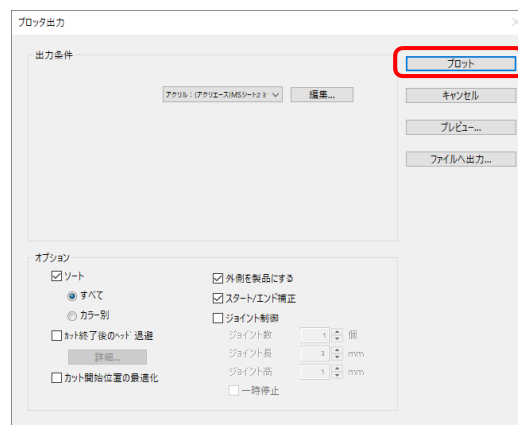 プロッタ出力
出力条件
アクリル：(アクリエース)MSシート2 3
編集...
プロット
キャンセル
プレビュー...
ファイルへ出力...
オプション
ソート
すべて
カラー別
カット終了後のヘッド退避
詳細...
カット開始位置の最適化
外側を製品にする
スタート/エンド補正
ジョイント制御
ジョイント数 1 個
ジョイント長 3 mm
ジョイント高 1 mm
一時停止